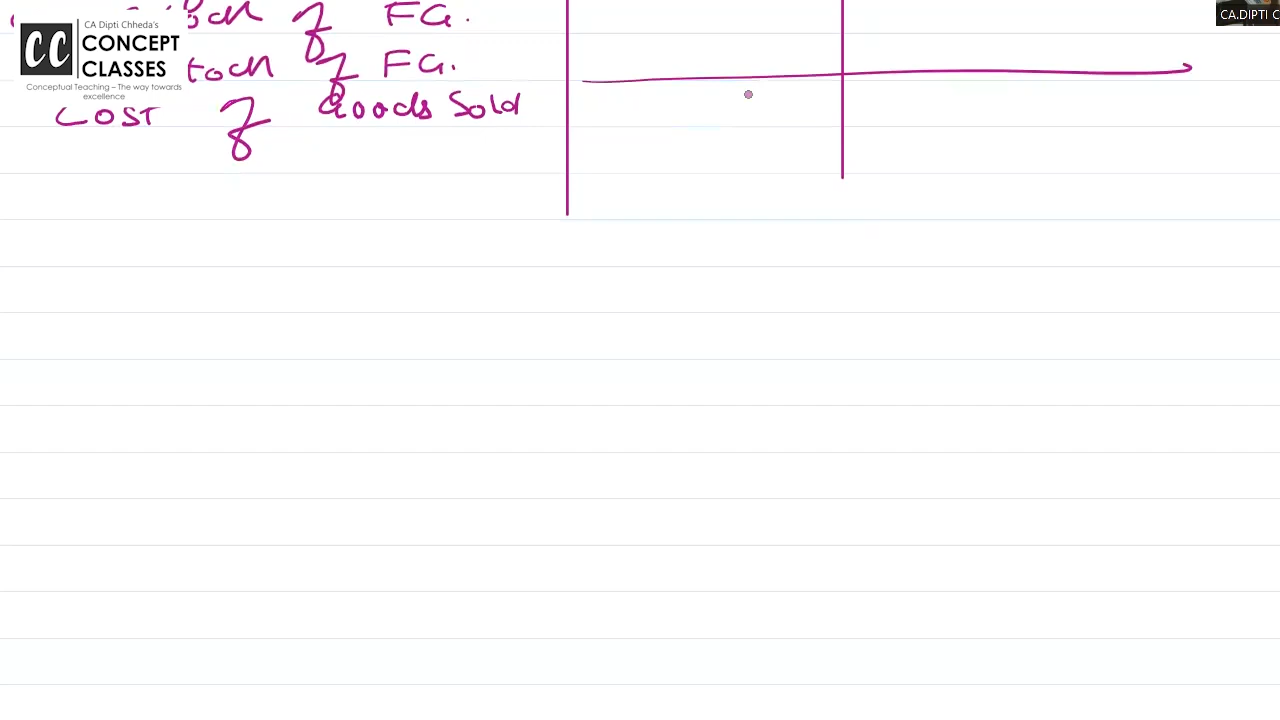 of FG.
CA Dipti Chheda's
CC CONCEPT
CLASSES
Conceptual Teaching – The way towards
excellence
CA.DIPTI C
tock of FG.
Cost of Goods Sold